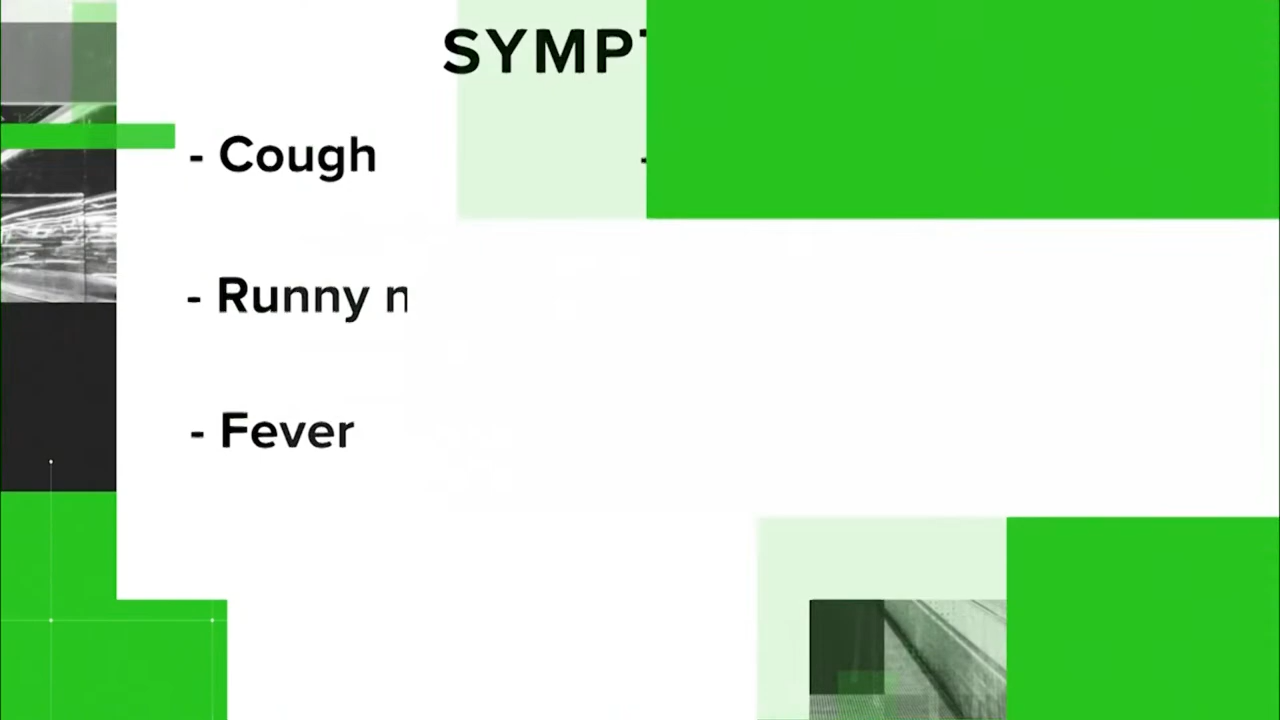 SYMPT
- Cough
-
- Runny n
- Fever